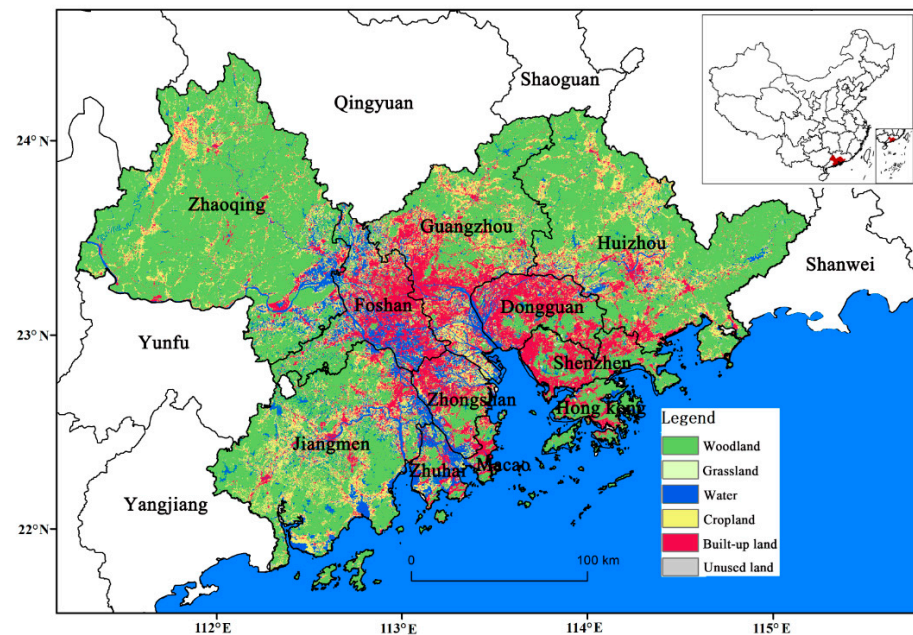 Shaoguan
Qingyuan
24°N
Zhaoqing
Guangzhou
Huizhou
Shanwei
Foshan
Dongguan
23°N
Yunfu
Shenzhen
Zhongshan
Hong kong
Legend
Woodland
Jiangmen
Grassland
Zhuhai
Macao
Water
Yangjiang
Cropland
22°N
Built-up land
0
100 km
Unused land
112°E
113°E
114°E
115°E